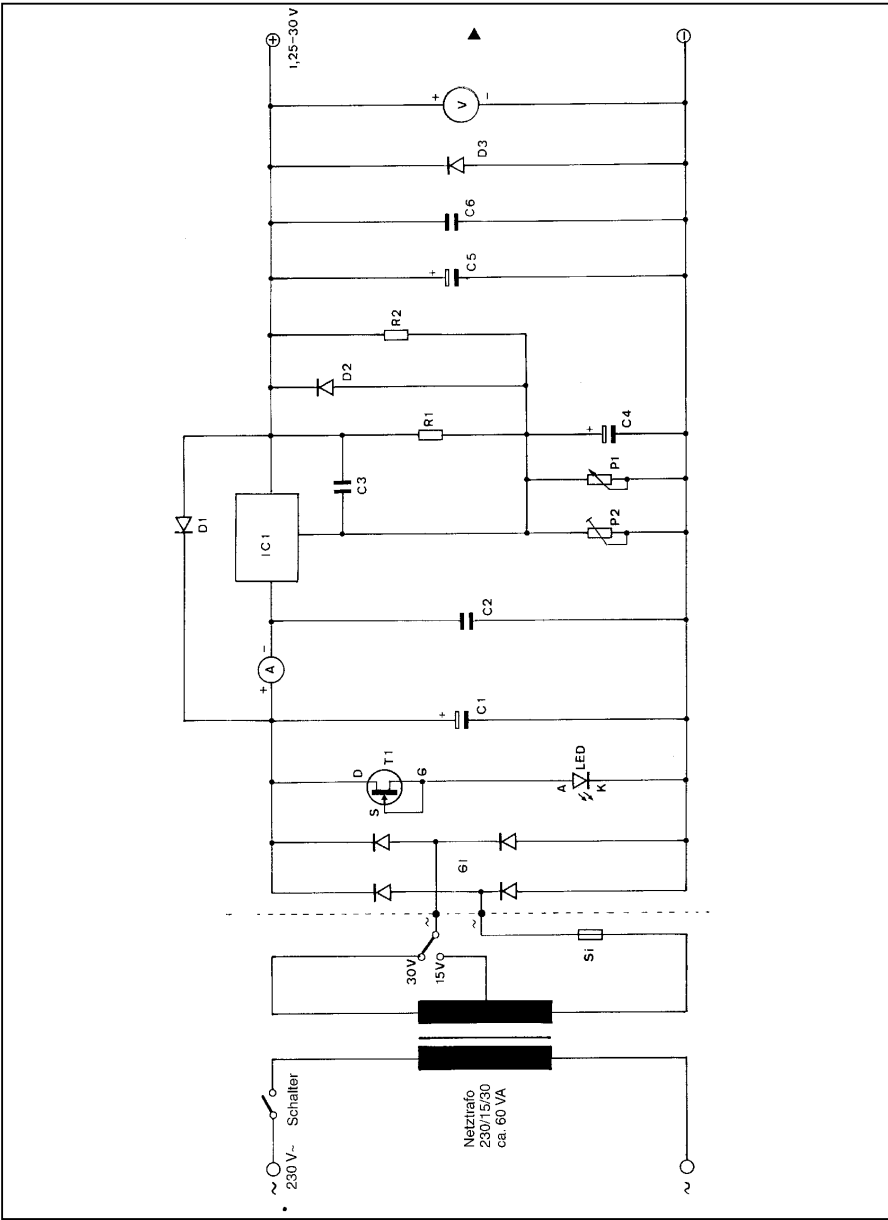 ~
230 V~
Schalter
Netztrafo
230/15/30
ca. 60 VA
~
30V
15V
Si
~
~
Gl
S
D
T1
G
A
LED
K
+
C1
+
A
-
C2
D1
IC1
C3
P2
P1
R1
+
C4
D2
R2
+
C5
C6
D3
+
V
-
+
1,25-30 V
-